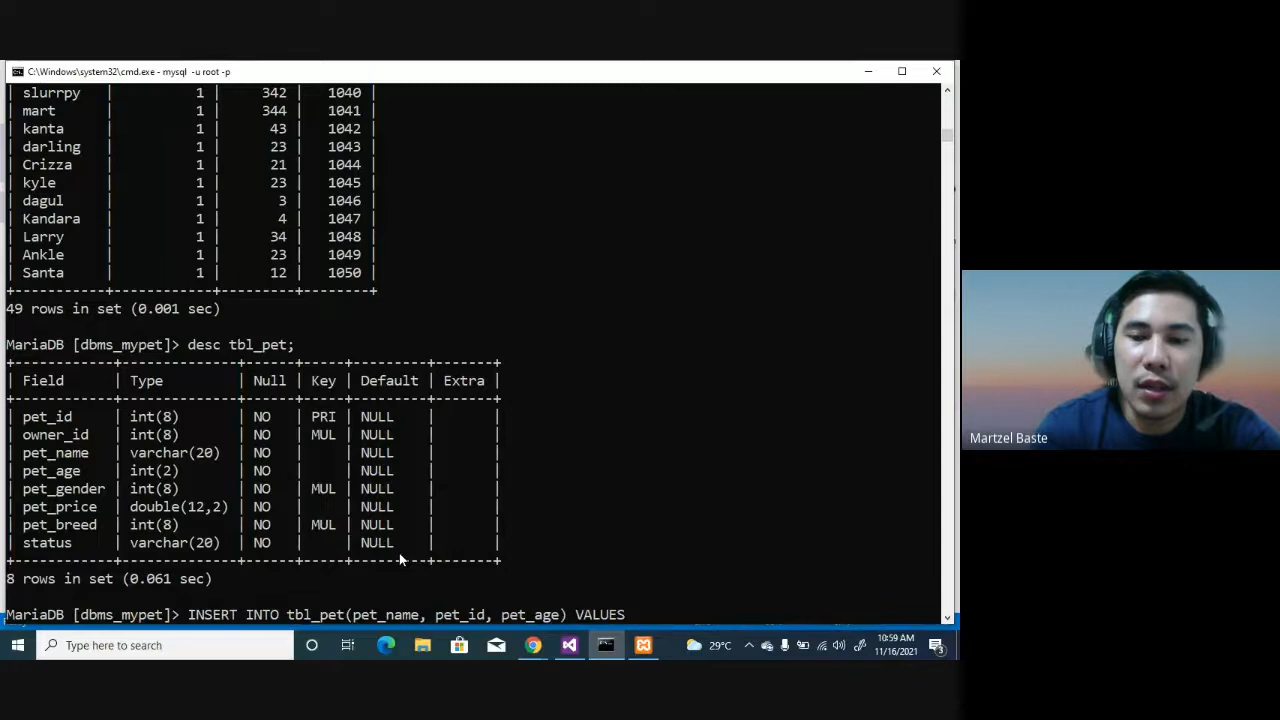 C:\Windows\system32\cmd.exe - mysql -u root -p
| slurrpy | 1 | 342 | 1040 |
| mart | 1 | 344 | 1041 |
| kanta | 1 | 43 | 1042 |
| darling | 1 | 23 | 1043 |
| Crizza | 1 | 21 | 1044 |
| kyle | 1 | 23 | 1045 |
| dagul | 1 | 3 | 1046 |
| Kandara | 1 | 4 | 1047 |
| Larry | 1 | 34 | 1048 |
| Ankle | 1 | 23 | 1049 |
| Santa | 1 | 12 | 1050 |
+-----------+------------+---------+--------+
49 rows in set (0.001 sec)
MariaDB [dbms_mypet]> desc tbl_pet;
+------------+--------------+------+-----+---------+-------+
| Field | Type | Null | Key | Default | Extra |
+------------+--------------+------+-----+---------+-------+
| pet_id | int(8) | NO | PRI | NULL | |
| owner_id | int(8) | NO | MUL | NULL | |
| pet_name | varchar(20) | NO | | NULL | |
| pet_age | int(2) | NO | | NULL | |
| pet_gender | int(8) | NO | MUL | NULL | |
| pet_price | double(12,2) | NO | | NULL | |
| pet_breed | int(8) | NO | MUL | NULL | |
| status | varchar(20) | NO | | NULL | |
+------------+--------------+------+-----+---------+-------+
8 rows in set (0.061 sec)
MariaDB [dbms_mypet]> INSERT INTO tbl_pet(pet_name, pet_id, pet_age) VALUES
Type here to search
29°C
10:59 AM
11/16/2021
3
Martzel Baste